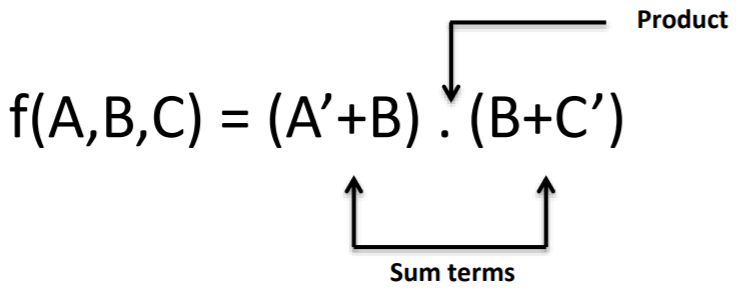 Product
f(A,B,C) = (A’+B) . (B+C’)
Sum terms